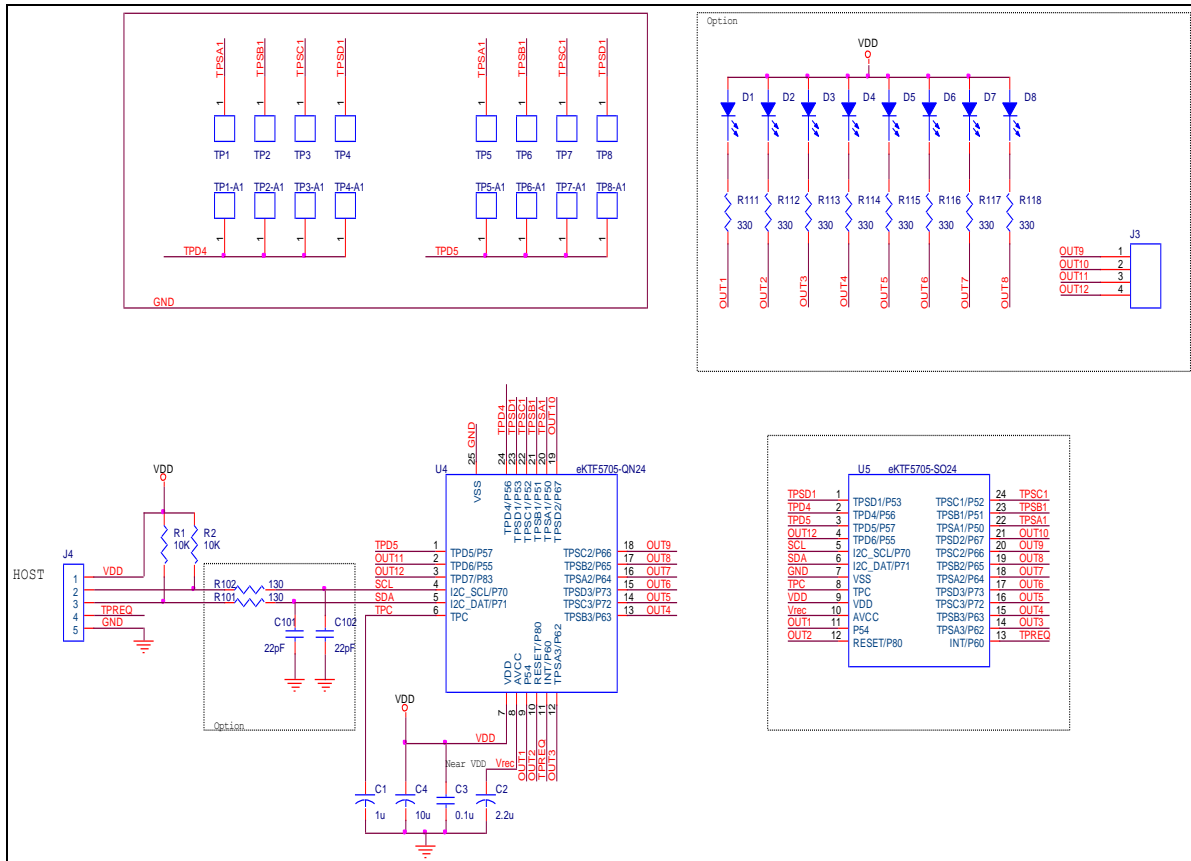 TPSA1 TPSB1 TPSC1 TPSD1 TPSA1 TPSB1 TPSC1 TPSD1
1 1 1 1 1 1 1 1
TP1 TP2 TP3 TP4 TP5 TP6 TP7 TP8
TP1-A1 TP2-A1 TP3-A1 TP4-A1 TP5-A1 TP6-A1 TP7-A1 TP8-A1
1 1 1 1 1 1 1 1
TPD4 TPD5
GND
Option
VDD
D1 D2 D3 D4 D5 D6 D7 D8
R111 R112 R113 R114 R115 R116 R117 R118
330 330 330 330 330 330 330 330
OUT1 OUT2 OUT3 OUT4 OUT5 OUT6 OUT7 OUT8
J3
OUT9 1
OUT10 2
OUT11 3
OUT12 4
HOST
J4
VDD
R1 R2
10K 10K
1 VDD
2
3
4 TPREQ
5 GND
R102 130
R101 130
C101 C102
22pF 22pF
Option
U4 eKTF5705-QN24
GND 25 VSS
TPD4 24 TPD4/P56
TPSD1 23 TPSD1/P53
TPSC1 22 TPSC1/P52
TPSB1 21 TPSB1/P51
TPSA1 20 TPSA1/P50
OUT10 19 TPSD2/P67
TPD5 1 TPD5/P57
OUT11 2 TPD6/P55
OUT12 3 TPD7/P83
SCL 4 I2C_SCL/P70
SDA 5 I2C_DAT/P71
TPC 6 TPC
TPSC2/P66 18 OUT9
TPSB2/P65 17 OUT8
TPSA2/P64 16 OUT7
TPSD3/P73 15 OUT6
TPSC3/P72 14 OUT5
TPSB3/P63 13 OUT4
VDD 7 VDD
AVCC 8 Vrec
P54 9 OUT1
RESET/P80 10 OUT2
INT/P60 11 TPREQ
TPSA3/P62 12 OUT3
VDD
Near VDD
C1 C4 C3 C2
1u 10u 0.1u 2.2u
U5 eKTF5705-SO24
TPSD1 1 TPSD1/P53 TPSC1/P52 24 TPSC1
TPD4 2 TPD4/P56 TPSB1/P51 23 TPSB1
TPD5 3 TPD5/P57 TPSA1/P50 22 TPSA1
OUT12 4 TPD6/P55 TPSD2/P67 21 OUT10
SCL 5 I2C_SCL/P70 TPSC2/P66 20 OUT9
SDA 6 I2C_DAT/P71 TPSB2/P65 19 OUT8
GND 7 VSS TPSA2/P64 18 OUT7
TPC 8 TPC TPSD3/P73 17 OUT6
VDD 9 VDD TPSC3/P72 16 OUT5
Vrec 10 AVCC TPSB3/P63 15 OUT4
OUT1 11 P54 TPSA3/P62 14 OUT3
OUT2 12 RESET/P80 INT/P60 13 TPREQ